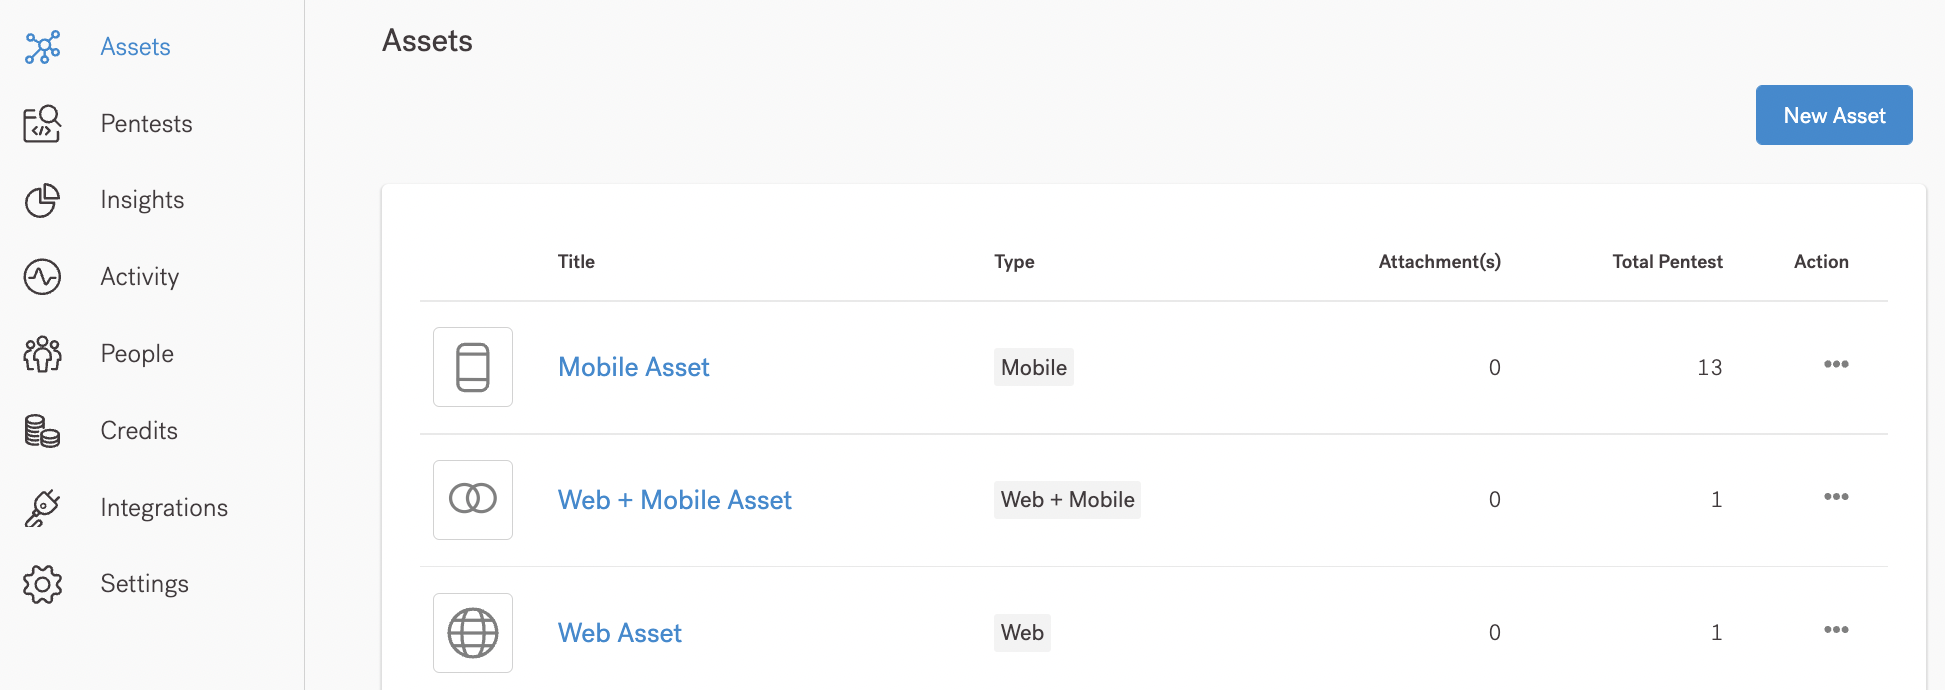 Assets
Pentests
Insights
Activity
People
Credits
Integrations
Settings
Assets
New Asset
Title Type Attachment(s) Total Pentest Action
Mobile Asset Mobile 0 13
Web + Mobile Asset Web + Mobile 0 1
Web Asset Web 0 1